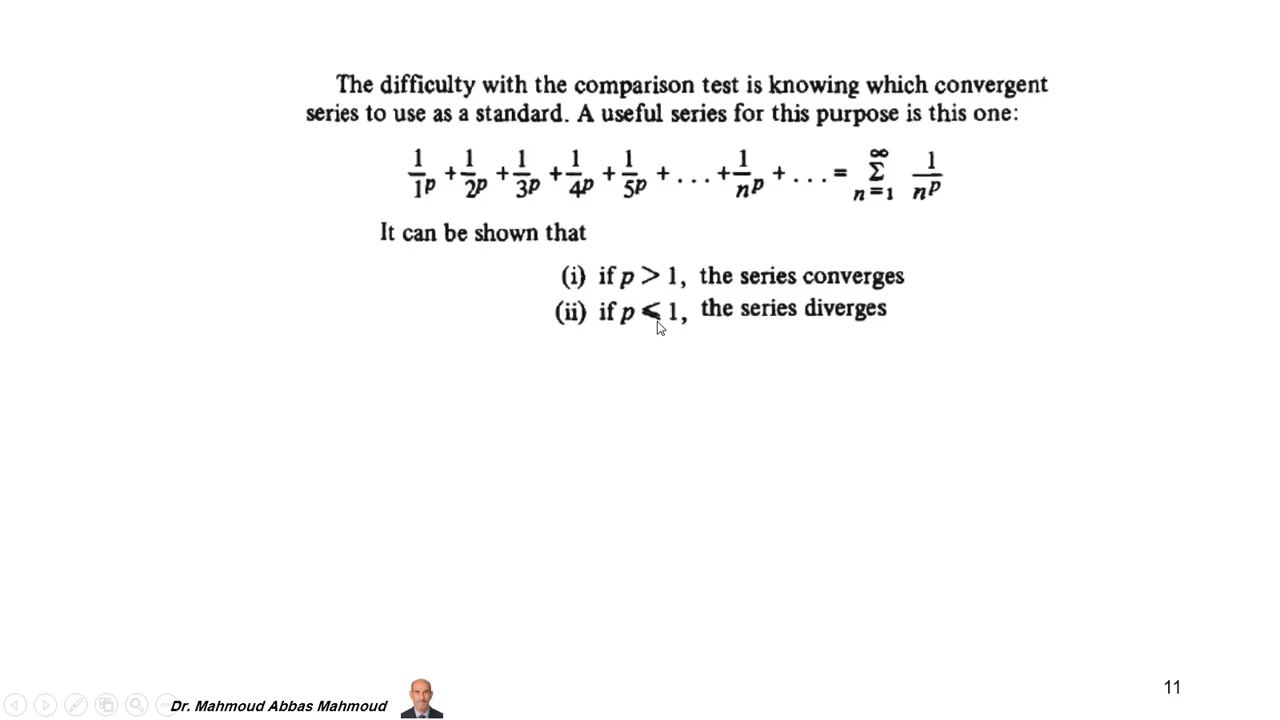 The difficulty with the comparison test is knowing which convergent
series to use as a standard. A useful series for this purpose is this one:
1/1^p + 1/2^p + 1/3^p + 1/4^p + 1/5^p + . . . + 1/n^p + . . . = ∞ Σ n=1 1/n^p
It can be shown that
(i) if p > 1, the series converges
(ii) if p ⩽ 1, the series diverges
Dr. Mahmoud Abbas Mahmoud
11